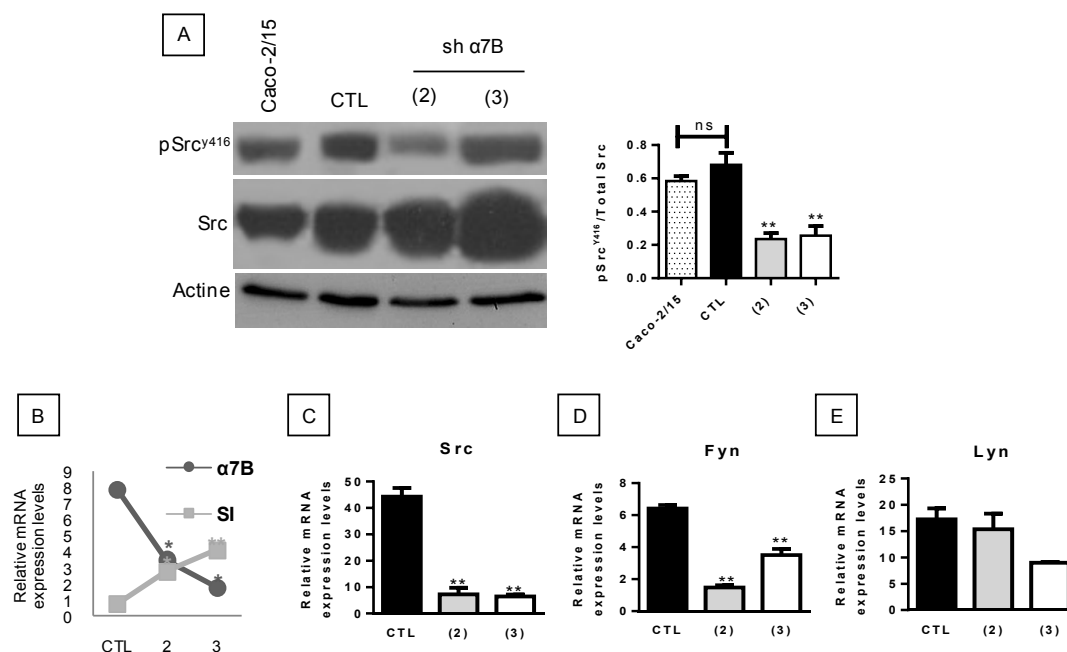 A
Caco-2/15
CTL
sh α7B
(2)
(3)
pSrcʸ⁴¹⁶
Src
Actine
ns
pSrcY416/Total Src
0.8
0.6
0.4
0.2
0.0
**
**
Caco-2/15
CTL
(2)
(3)
B
Relative mRNA
expression levels
9
8
7
6
5
4
3
2
1
0
α7B
SI
*
*
**
*
CTL 2 3
C
Src
Relative mRNA
expression levels
50
40
30
20
10
0
** **
CTL (2) (3)
D
Fyn
Relative mRNA
expression levels
8
6
4
2
0
**
**
CTL (2) (3)
E
Lyn
Relative mRNA
expression levels
25
20
15
10
5
0
CTL (2) (3)